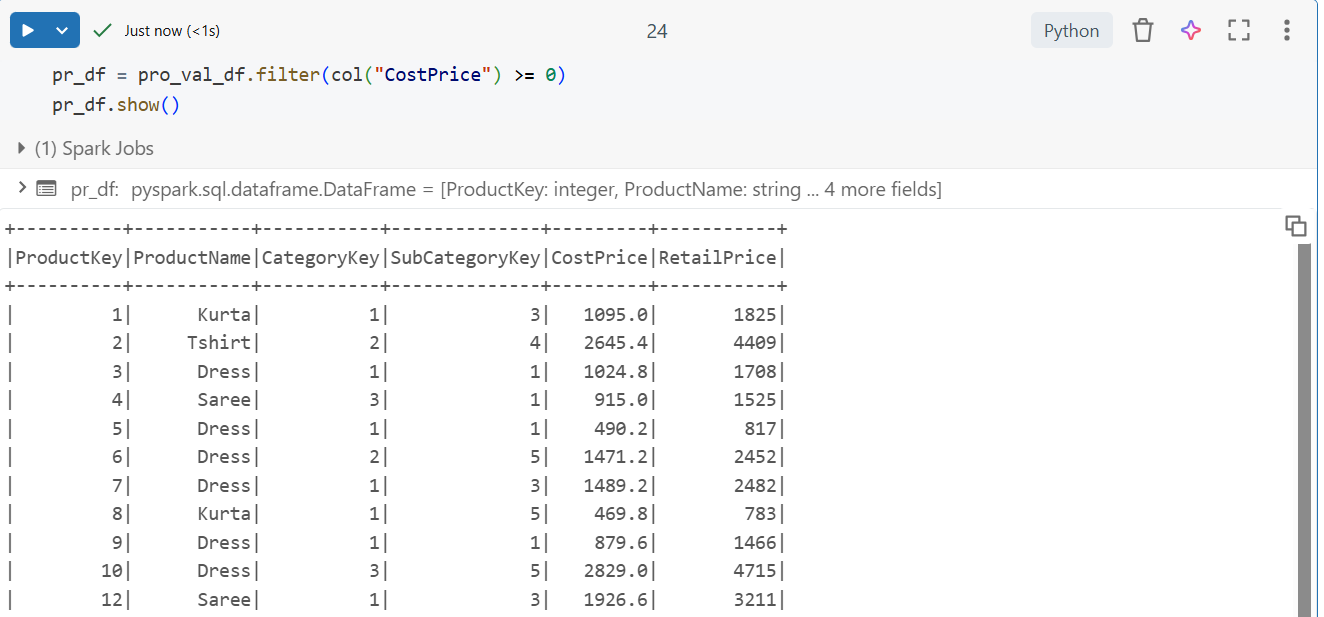 Just now (<1s)
24
Python
pr_df = pro_val_df.filter(col("CostPrice") >= 0)
pr_df.show()
(1) Spark Jobs
pr_df: pyspark.sql.dataframe.DataFrame = [ProductKey: integer, ProductName: string ... 4 more fields]
+----------+-----------+-----------+--------------+---------+-----------+
|ProductKey|ProductName|CategoryKey|SubCategoryKey|CostPrice|RetailPrice|
+----------+-----------+-----------+--------------+---------+-----------+
|         1|      Kurta|          1|             3|   1095.0|       1825|
|         2|     Tshirt|          2|             4|   2645.4|       4409|
|         3|      Dress|          1|             1|   1024.8|       1708|
|         4|      Saree|          3|             1|    915.0|       1525|
|         5|      Dress|          1|             1|    490.2|        817|
|         6|      Dress|          2|             5|   1471.2|       2452|
|         7|      Dress|          1|             3|   1489.2|       2482|
|         8|      Kurta|          1|             5|    469.8|        783|
|         9|      Dress|          1|             1|    879.6|       1466|
|        10|      Dress|          3|             5|   2829.0|       4715|
|        12|      Saree|          1|             3|   1926.6|       3211|